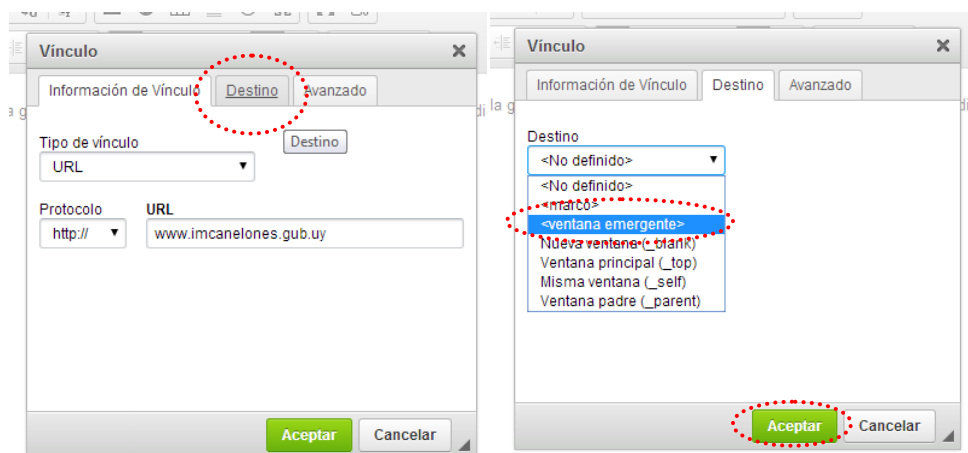 Vínculo
Información de Vínculo Destino Avanzado
Tipo de vínculo
Destino
URL
Protocolo URL
http:// www.imcanelones.gub.uy
Aceptar Cancelar
Vínculo
Información de Vínculo Destino Avanzado
Destino
<No definido>
<No definido>
<marco>
<ventana emergente>
Nueva ventana (_blank)
Ventana principal (_top)
Misma ventana (_self)
Ventana padre (_parent)
Aceptar Cancelar